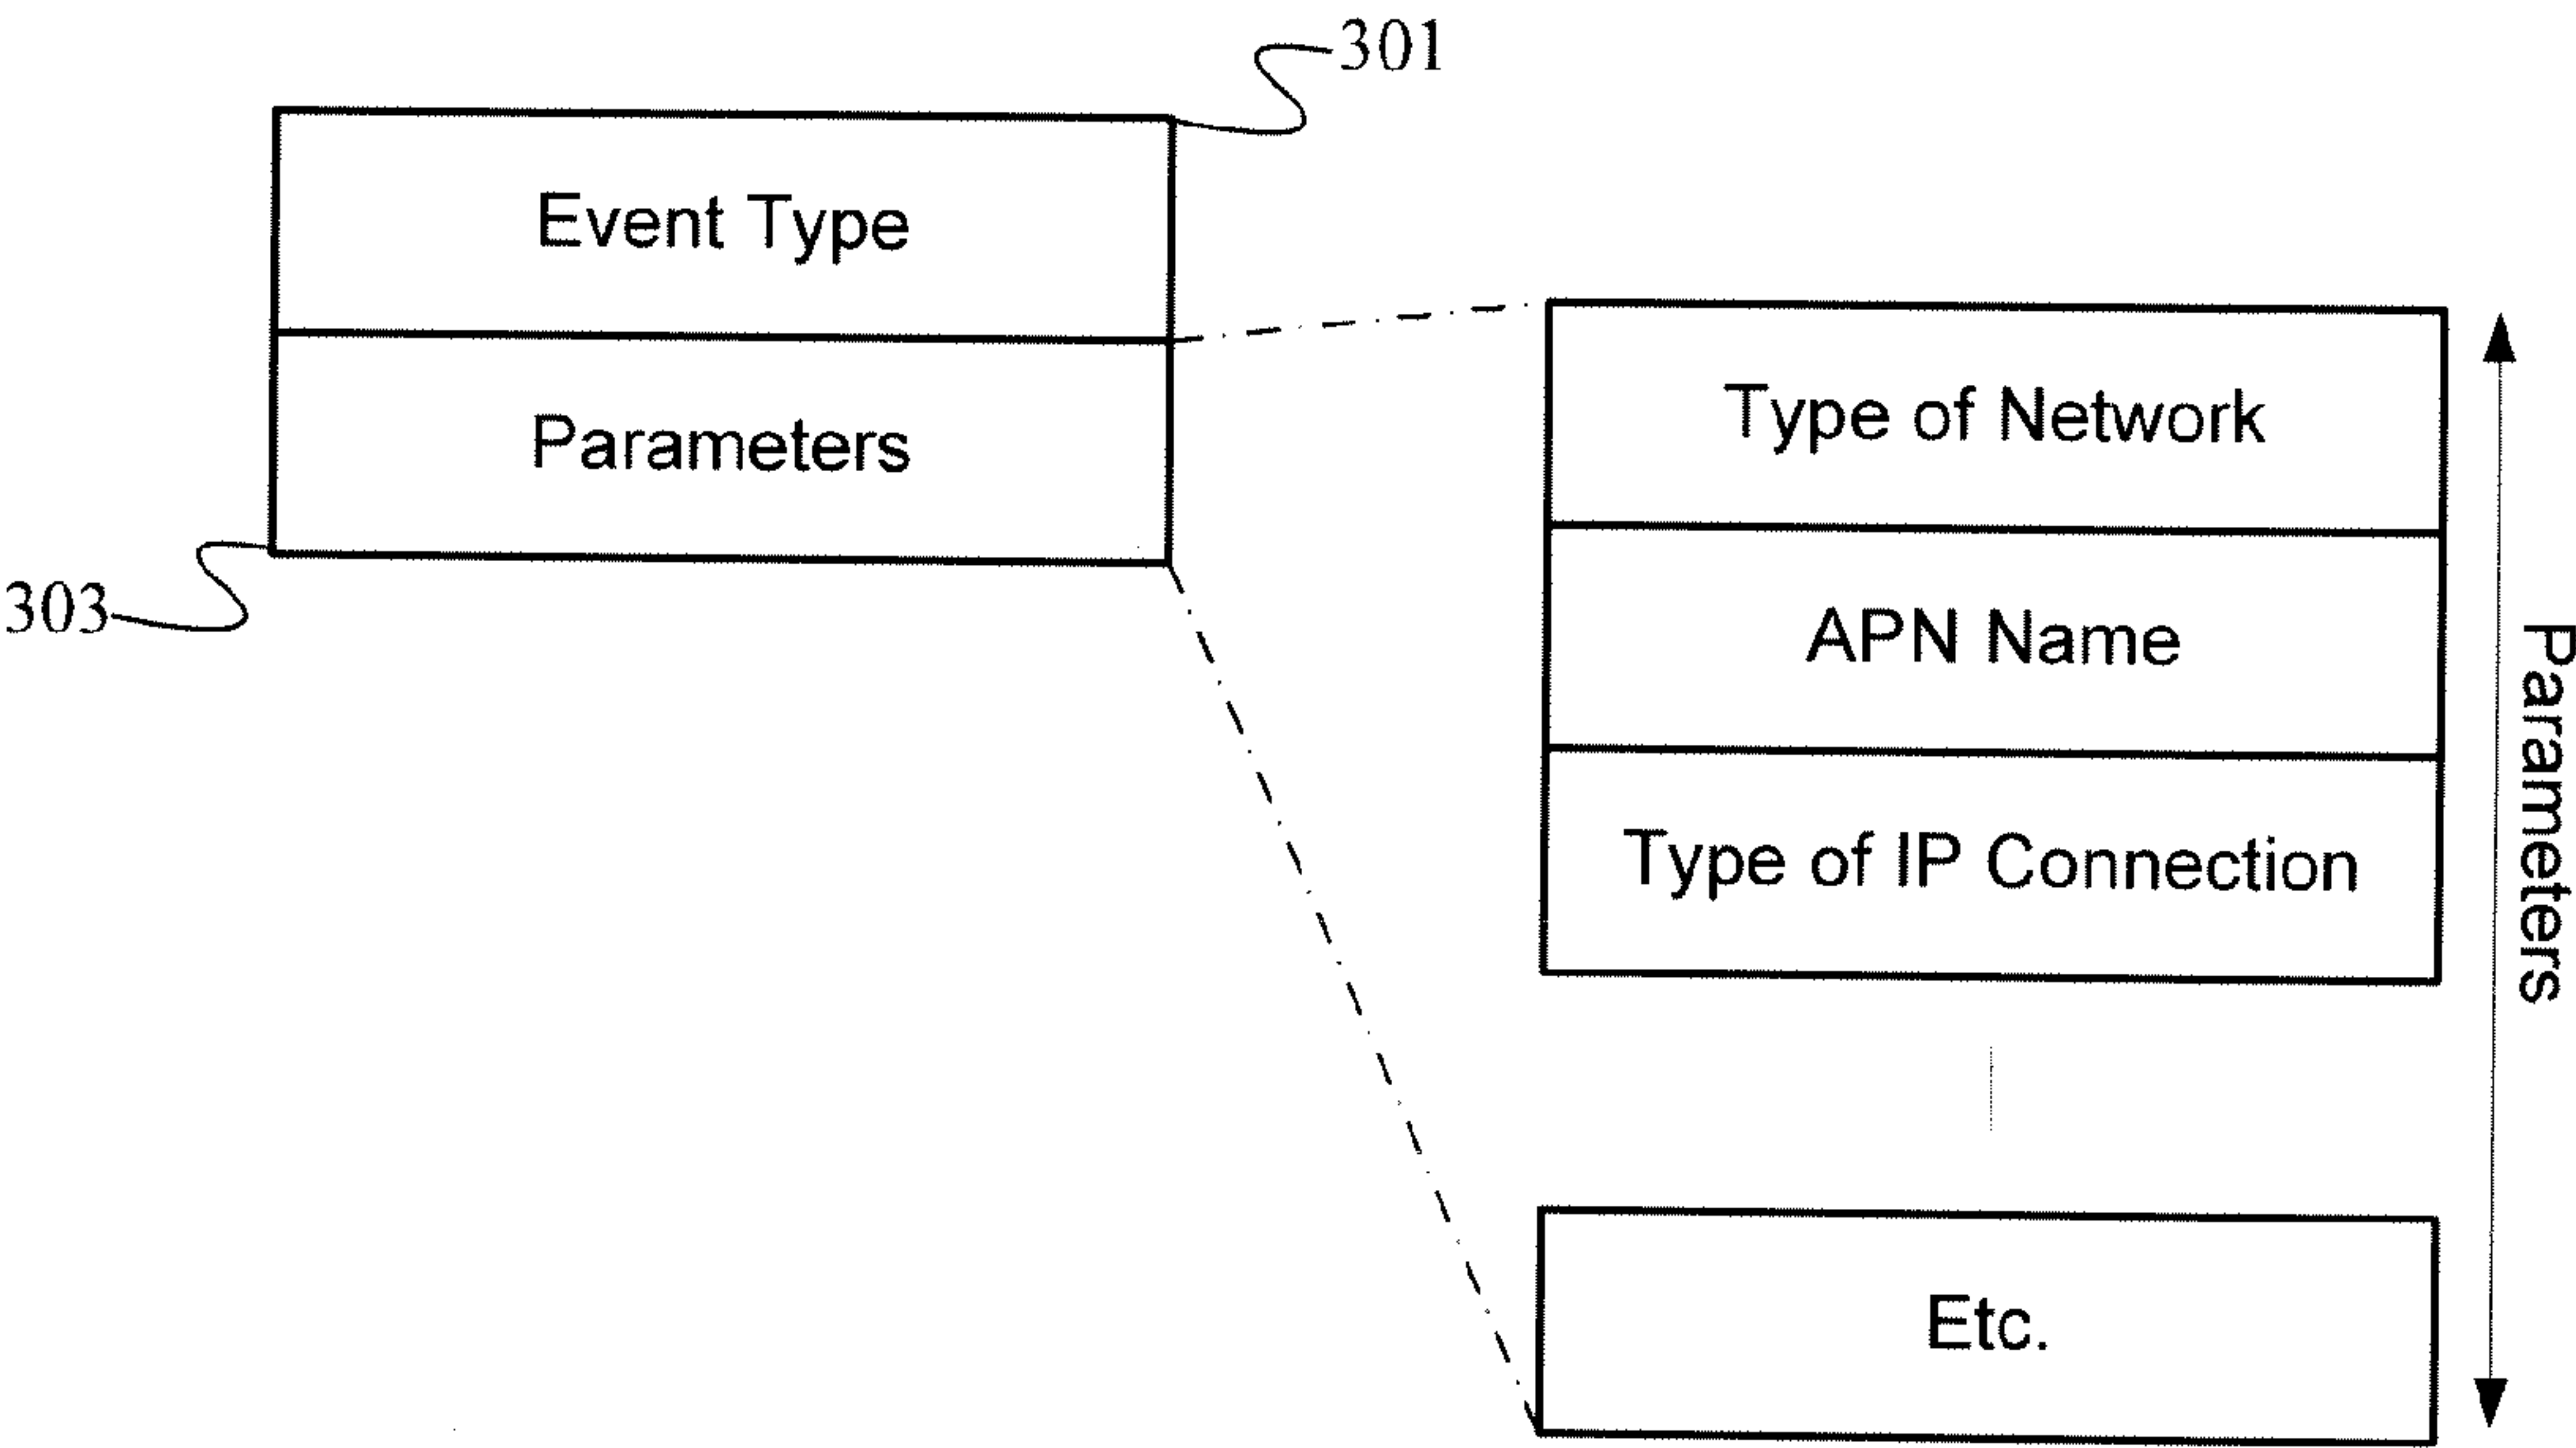 301
Event Type
Parameters
303
Type of Network
APN Name
Type of IP Connection
Etc.
Parameters